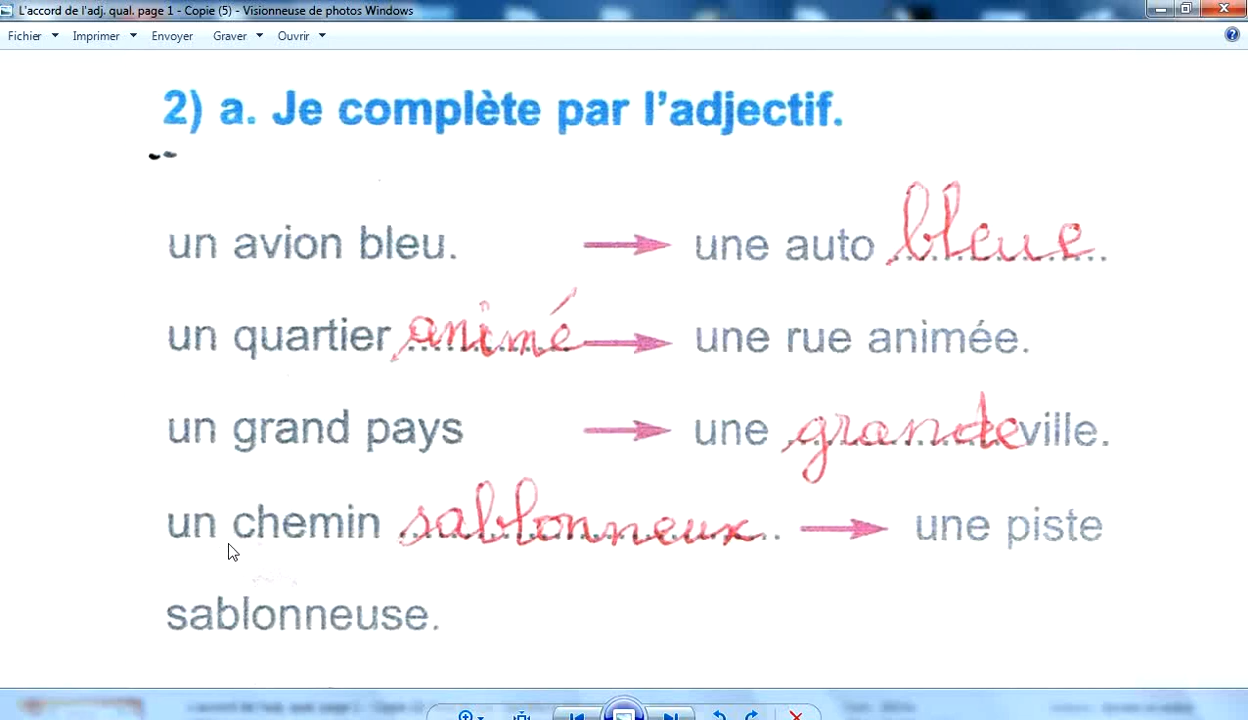 L'accord de l'adj. qual. page 1 - Copie (5) - Visionneuse de photos Windows
Fichier Imprimer Envoyer Graver Ouvrir
2) a. Je complète par l'adjectif.
un avion bleu. une auto bleue
un quartier animé une rue animée.
un grand pays une grande ville.
un chemin sablonneux une piste
sablonneuse.